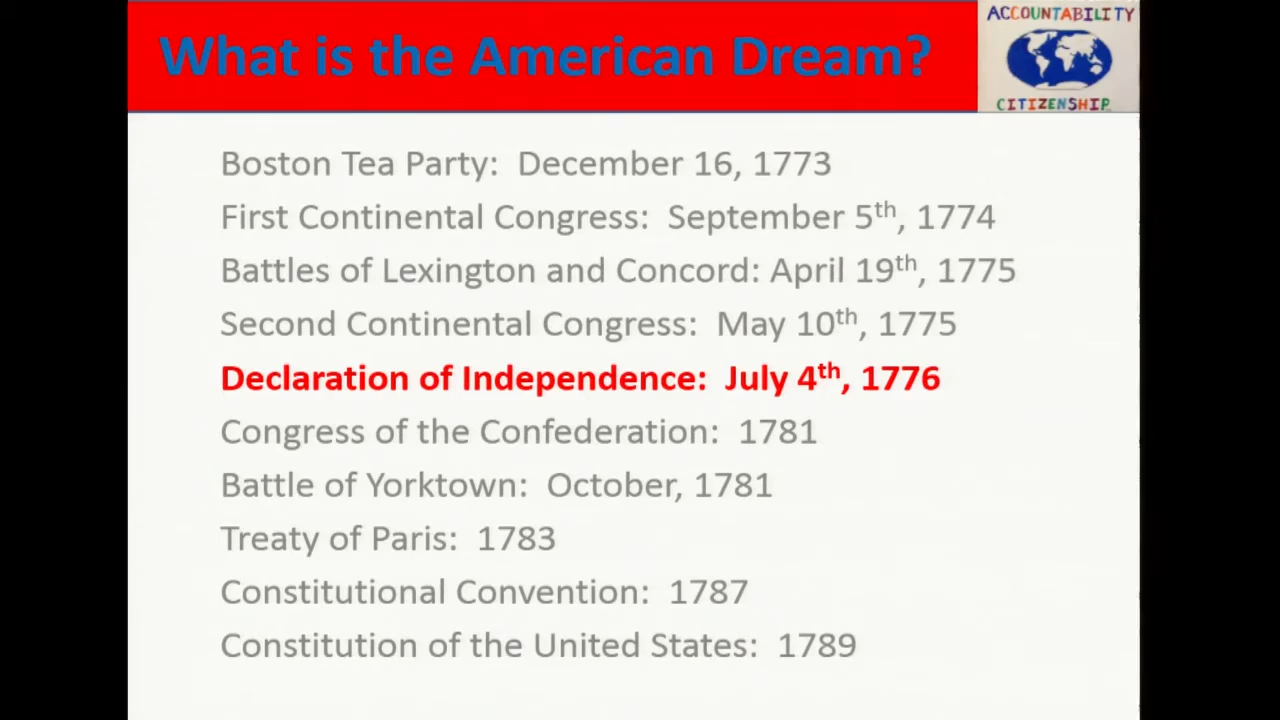 What is the American Dream?
ACCOUNTABILITY
CITIZENSHIP
Boston Tea Party: December 16, 1773
First Continental Congress: September 5th, 1774
Battles of Lexington and Concord: April 19th, 1775
Second Continental Congress: May 10th, 1775
Declaration of Independence: July 4th, 1776
Congress of the Confederation: 1781
Battle of Yorktown: October, 1781
Treaty of Paris: 1783
Constitutional Convention: 1787
Constitution of the United States: 1789